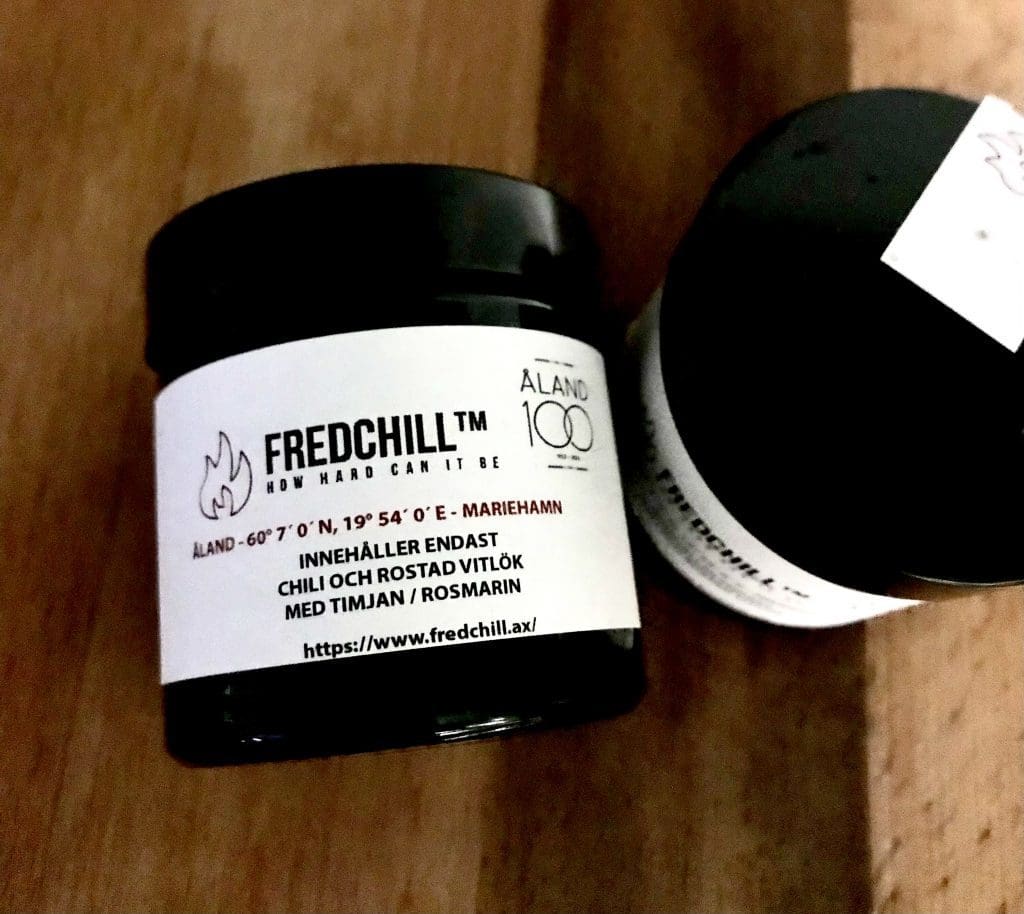 FREDCHILL™
HOW HARD CAN IT BE
ÅLAND
100
ÅLAND - 60° 7´ 0´ N, 19° 54´ 0´ E - MARIEHAMN
INNEHÅLLER ENDAST
CHILI OCH ROSTAD VITLÖK
MED TIMJAN / ROSMARIN
https://www.fredchill.ax/
FREDCHILL™